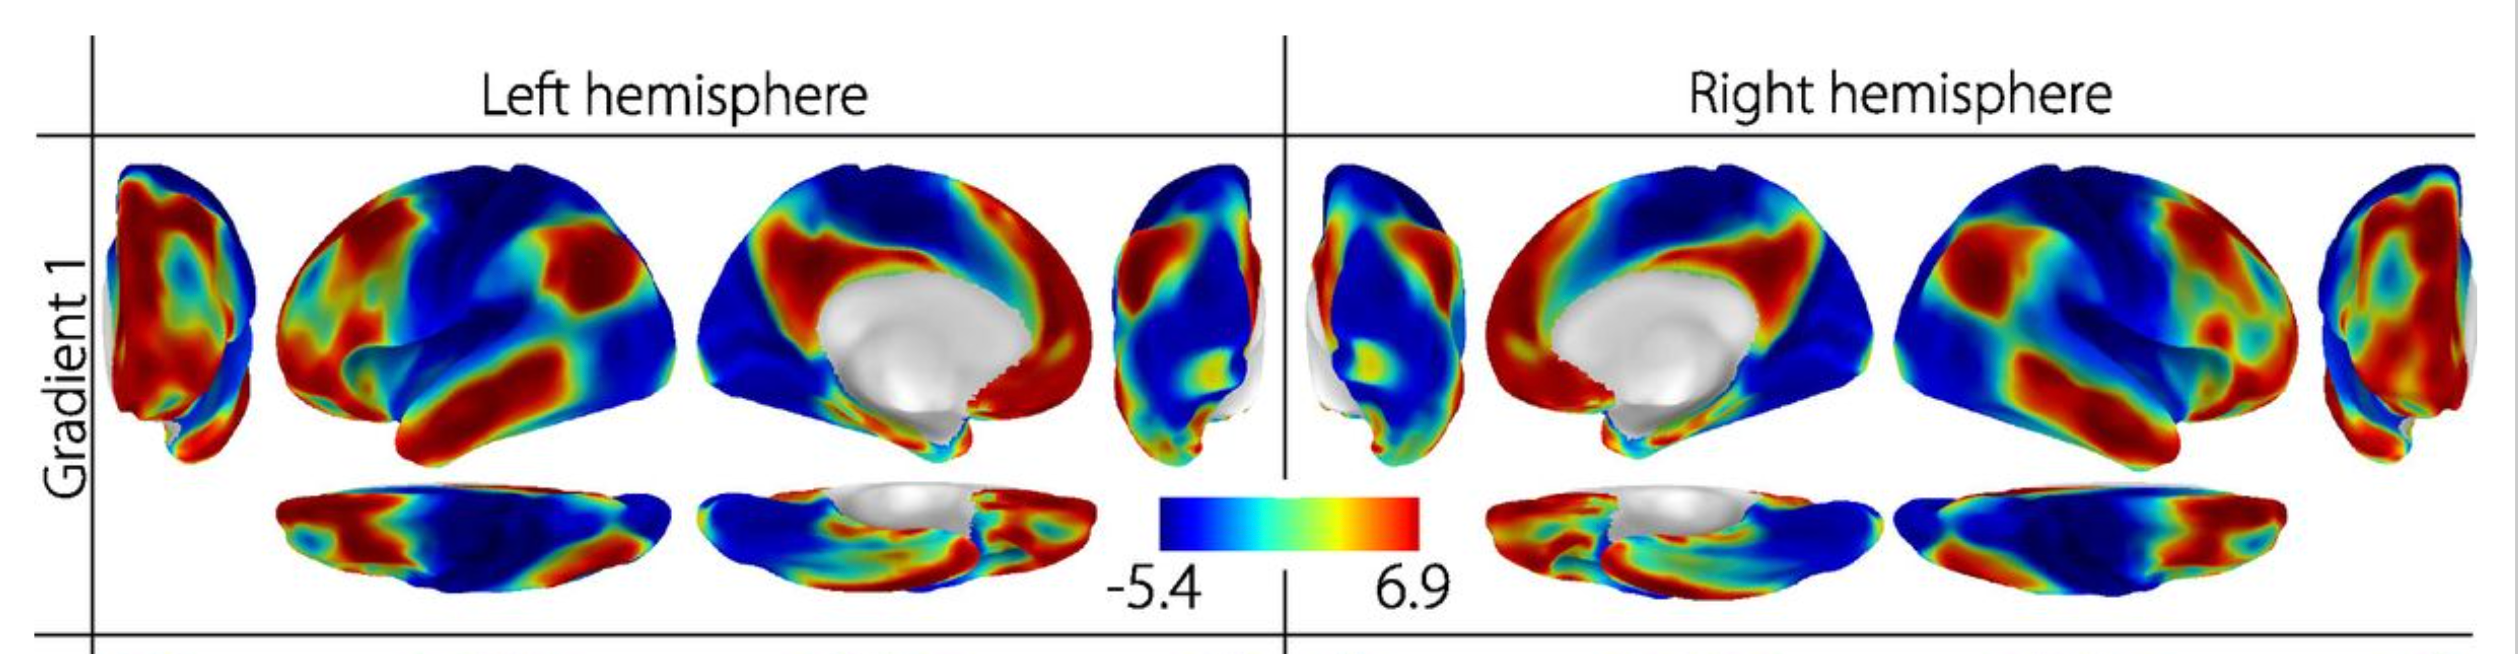 Left hemisphere
Right hemisphere
Gradient 1
-5.4
6.9